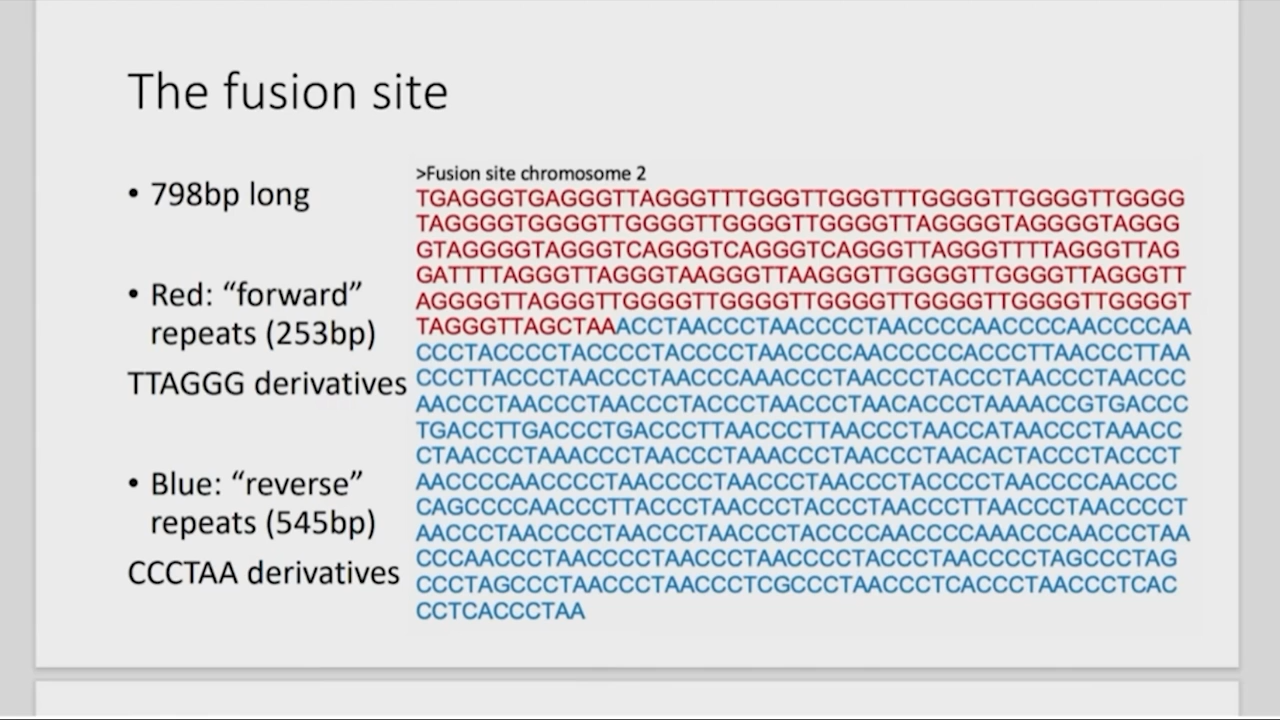 The fusion site
• 798bp long
• Red: “forward”
repeats (253bp)
TTAGGG derivatives
• Blue: “reverse”
repeats (545bp)
CCCTAA derivatives
>Fusion site chromosome 2
TGAGGGTGAGGGTTAGGGTTTGGGTTGGGTTTGGGGTTGGGGTTGGGG
TAGGGGTGGGGTTGGGGTTGGGGTTGGGGTTAGGGGTAGGGGTAGGG
GTAGGGGTAGGGTCAGGGTCAGGGTCAGGGTTAGGGTTTTAGGGTTAG
GATTTTAGGGTTAGGGTAAGGGTTAAGGGTTGGGGTTGGGGTTAGGGTT
AGGGGTTAGGGTTGGGGTTGGGGTTGGGGTTGGGGTTGGGGTTGGGGT
TAGGGTTAGCTAAACCTAACCCTAACCCCTAACCCCAACCCCAACCCCAA
CCCTACCCCTACCCCTACCCCTAACCCCAACCCCCACCCTTAACCCTTAA
CCCTTACCCTAACCCTAACCCAAACCCTAACCCTACCCTAACCCTAACCC
AACCCTAACCCTAACCCTACCCTAACCCTAACACCCTAAAACCGTGACCC
TGACCTTGACCCTGACCCTTAACCCTTAACCCTAACCATAACCCTAAACC
CTAACCCTAAACCCTAACCCTAAACCCTAACCCTAACACTACCCTACCCT
AACCCCAACCCCTAACCCCTAACCCTAACCCTACCCCTAACCCCAACCC
CAGCCCCAACCCTTACCCTAACCCTACCCTAACCCTTAACCCTAACCCCT
AACCCTAACCCCTAACCCTAACCCTACCCCAACCCCAAACCCAACCCTAA
CCCAACCCTAACCCCTAACCCTAACCCCTACCCTAACCCCTAGCCCTAG
CCCTAGCCCTAACCCTAACCCTCGCCCTAACCCTCACCCTAACCCTCAC
CCTCACCCTAA